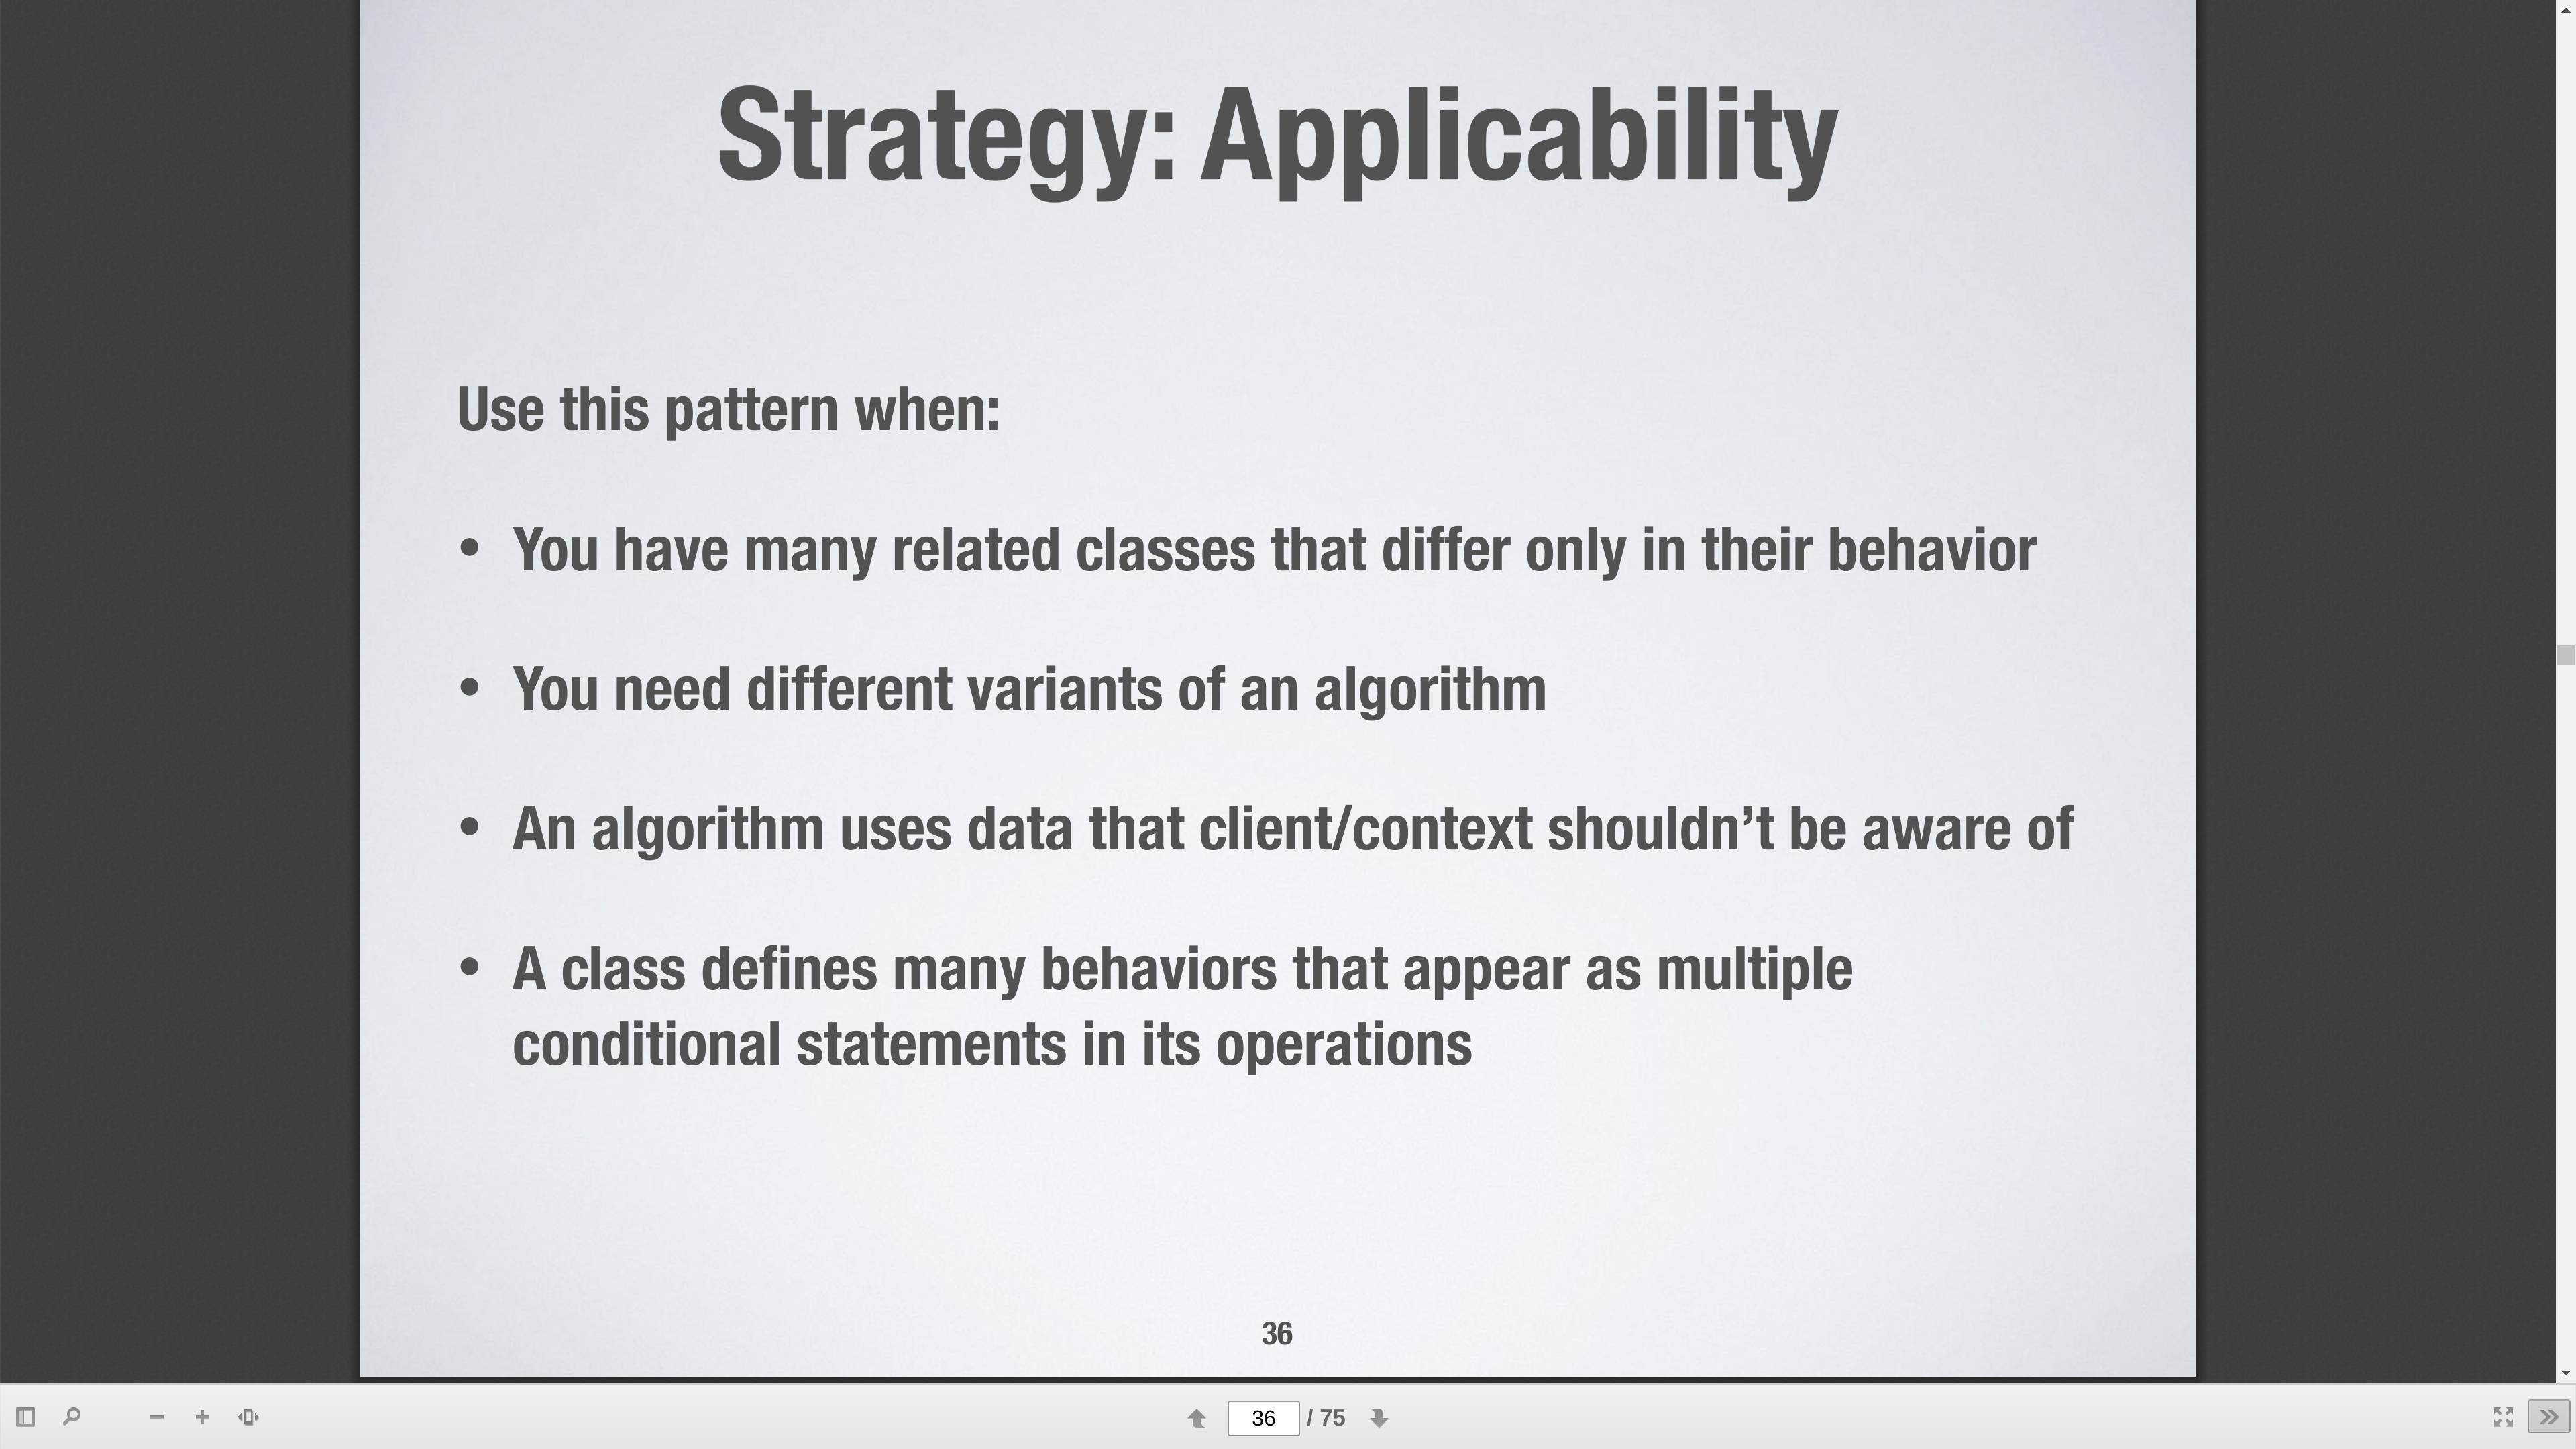 Strategy: Applicability
Use this pattern when:
• You have many related classes that differ only in their behavior
• You need different variants of an algorithm
• An algorithm uses data that client/context shouldn’t be aware of
• A class defines many behaviors that appear as multiple
conditional statements in its operations
36
36 / 75